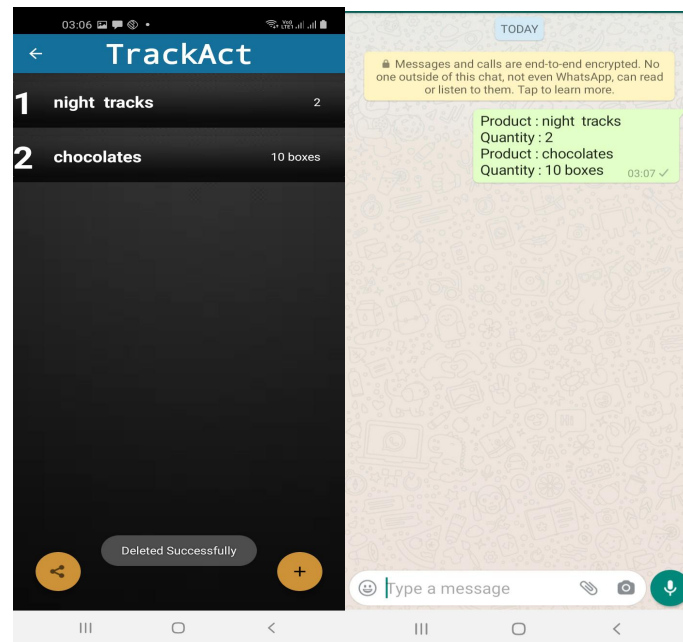 03:06
Vo))
LTE1
TrackAct
1 night tracks 2
2 chocolates 10 boxes
Deleted Successfully
+
TODAY
Messages and calls are end-to-end encrypted. No
one outside of this chat, not even WhatsApp, can read
or listen to them. Tap to learn more.
Product : night tracks
Quantity : 2
Product : chocolates
Quantity : 10 boxes 03:07
Type a message